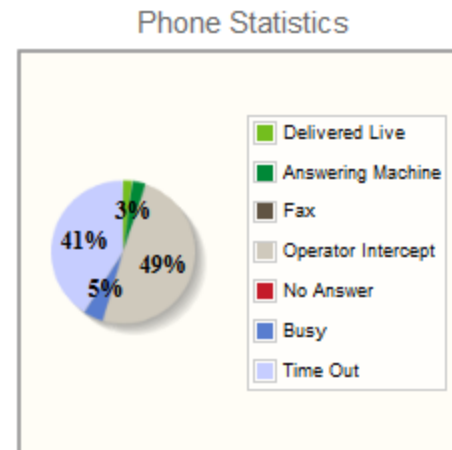 Phone Statistics
3%
41%
49%
5%
Delivered Live
Answering Machine
Fax
Operator Intercept
No Answer
Busy
Time Out